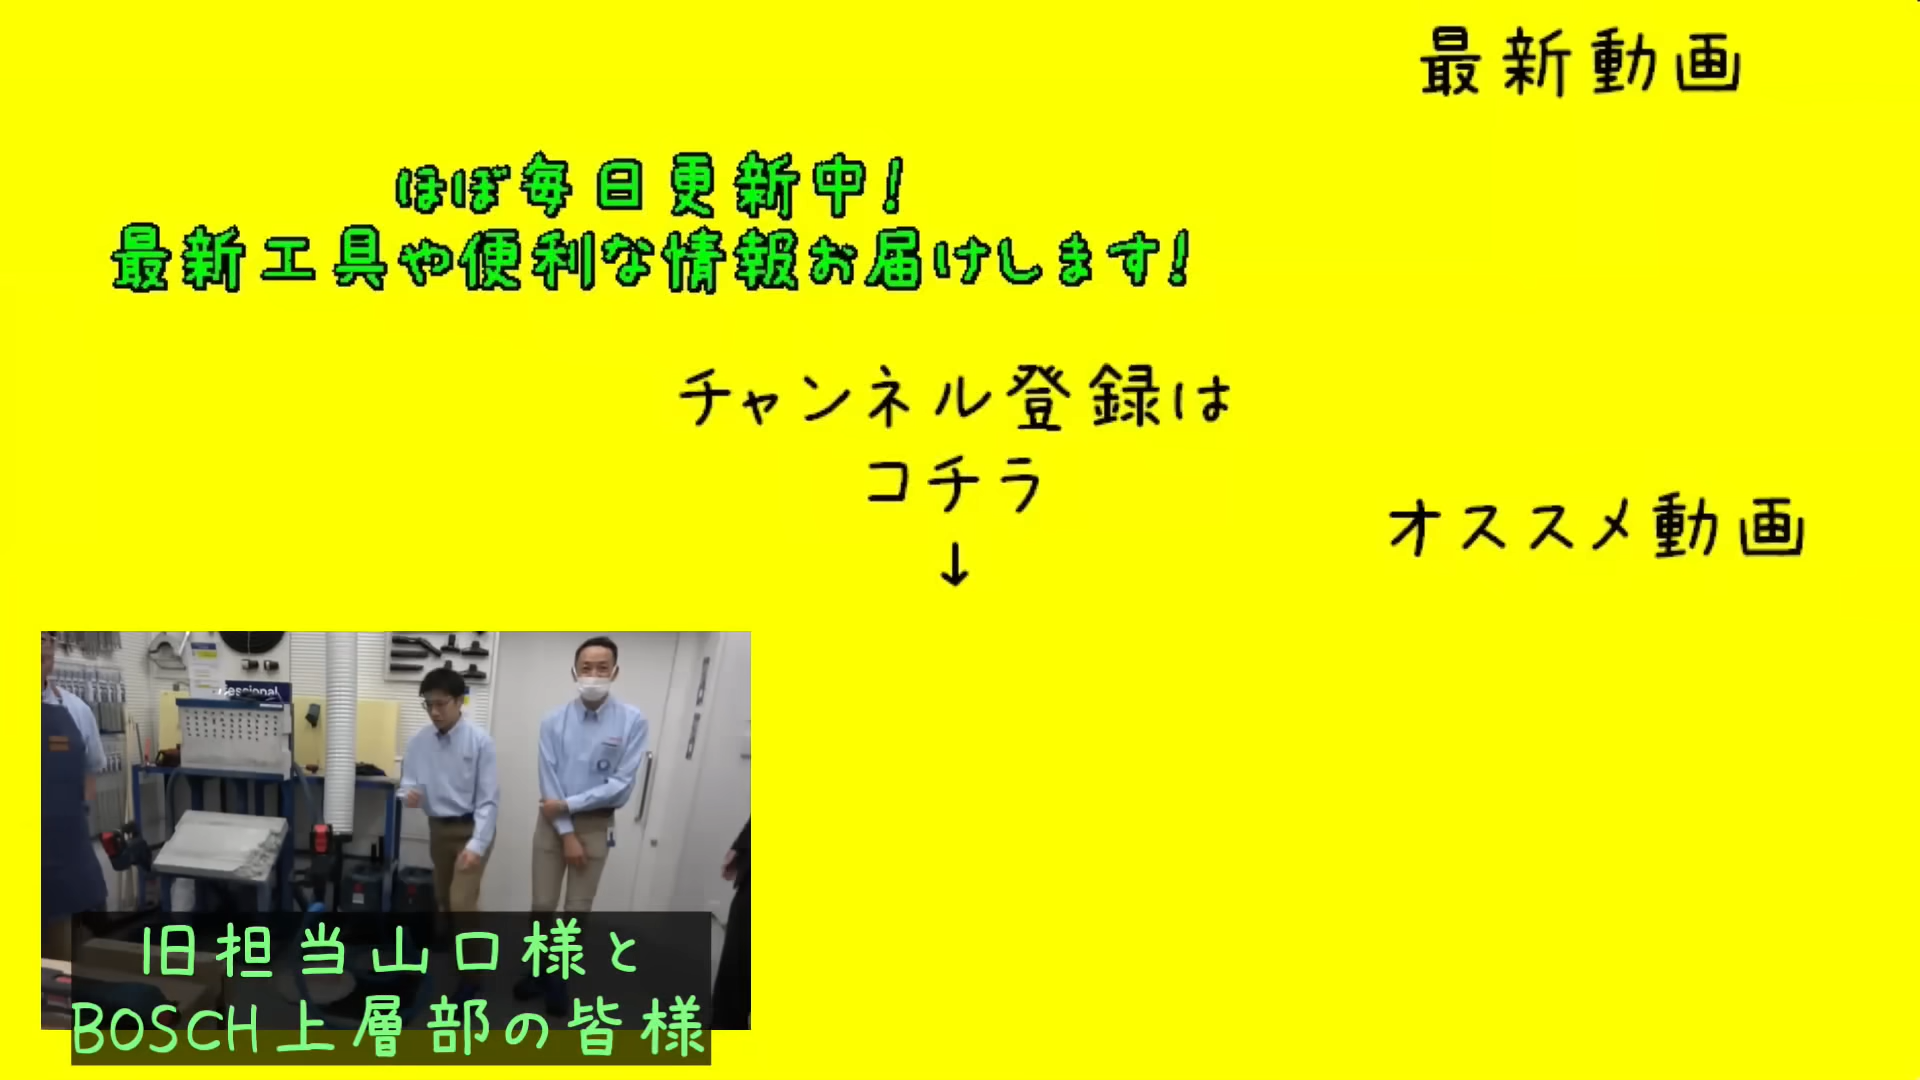 最新動画
ほぼ毎日更新中!
最新工具や便利な情報お届けします!
チャンネル登録は
コチラ
↓
オススメ動画
旧担当山口様と
BOSCH上層部の皆様